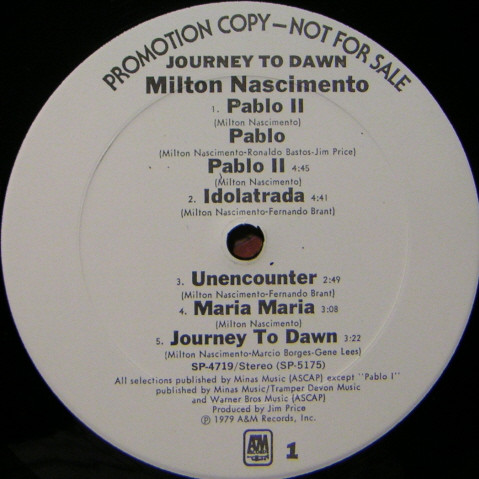 PROMOTION COPY—NOT FOR SALE
JOURNEY TO DAWN
Milton Nascimento
1. Pablo II
(Milton Nascimento)
Pablo
(Milton Nascimento-Ronaldo Bastos-Jim Price)
Pablo II 4:45
(Milton Nascimento)
2. Idolatrada 4:41
(Milton Nascimento-Fernando Brant)
3. Unencounter 2:49
(Milton Nascimento-Fernando Brant)
4. Maria Maria 3:08
(Milton Nascimento)
5. Journey To Dawn 3:22
(Milton Nascimento-Marcio Borges-Gene Lees)
SP-4719/Stereo (SP-5175)
All selections published by Minas Music (ASCAP) except "Pablo I"
published by Minas Music/Tramper Devon Music
and Warner Bros Music (ASCAP)
Produced by Jim Price
℗ 1979 A&M Records, Inc.
A&M
1